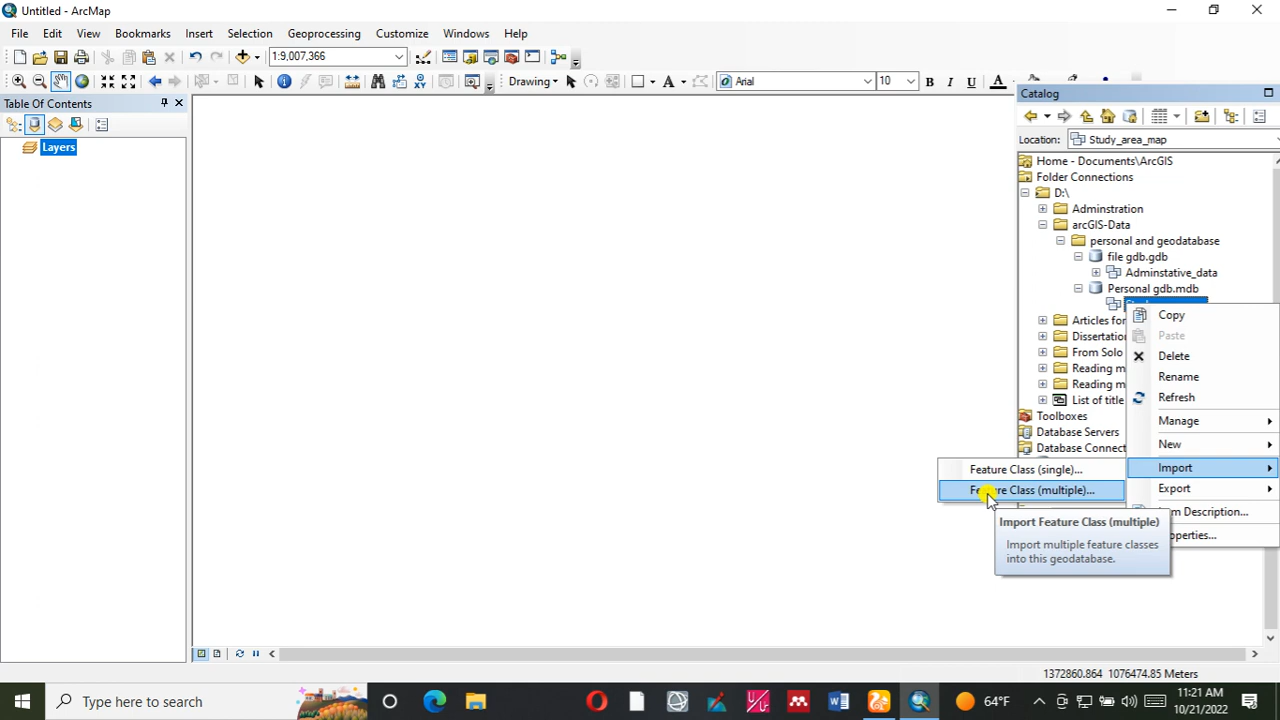 Untitled - ArcMap
File Edit View Bookmarks Insert Selection Geoprocessing Customize Windows Help
1:9,007,366
Drawing Arial 10 B I U A
Table Of Contents
Layers
Catalog
Location: Study_area_map
Home - Documents\ArcGIS
Folder Connections
D:\
Adminstration
arcGIS-Data
personal and geodatabase
file gdb.gdb
Adminstative_data
Personal gdb.mdb
Articles for
Dissertation
From Solo
Reading m
Reading m
List of title
Toolboxes
Database Servers
Database Connect
Copy
Paste
Delete
Rename
Refresh
Manage
New
Import
Export
Item Description...
Properties...
Feature Class (single)...
Feature Class (multiple)...
Import Feature Class (multiple)
Import multiple feature classes
into this geodatabase.
1372860.864 1076474.85 Meters
Type here to search
64°F
11:21 AM
10/21/2022